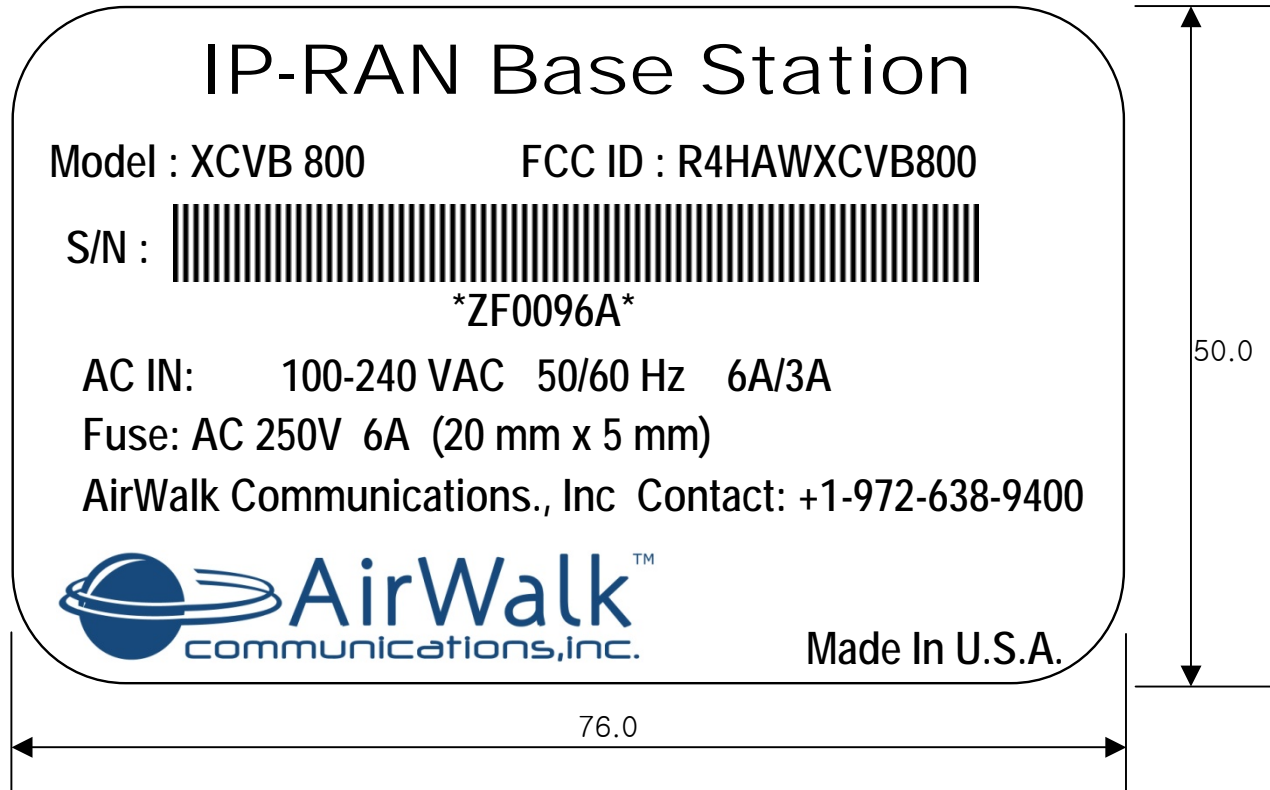 IP-RAN Base Station
Model : XCVB 800 FCC ID : R4HAWXCVB800
S/N :
*ZF0096A*
50.0
AC IN: 100-240 VAC 50/60 Hz 6A/3A
Fuse: AC 250V 6A (20 mm x 5 mm)
AirWalk Communications., Inc Contact: +1-972-638-9400
AirWalk™
communications,inc.
Made In U.S.A.
76.0